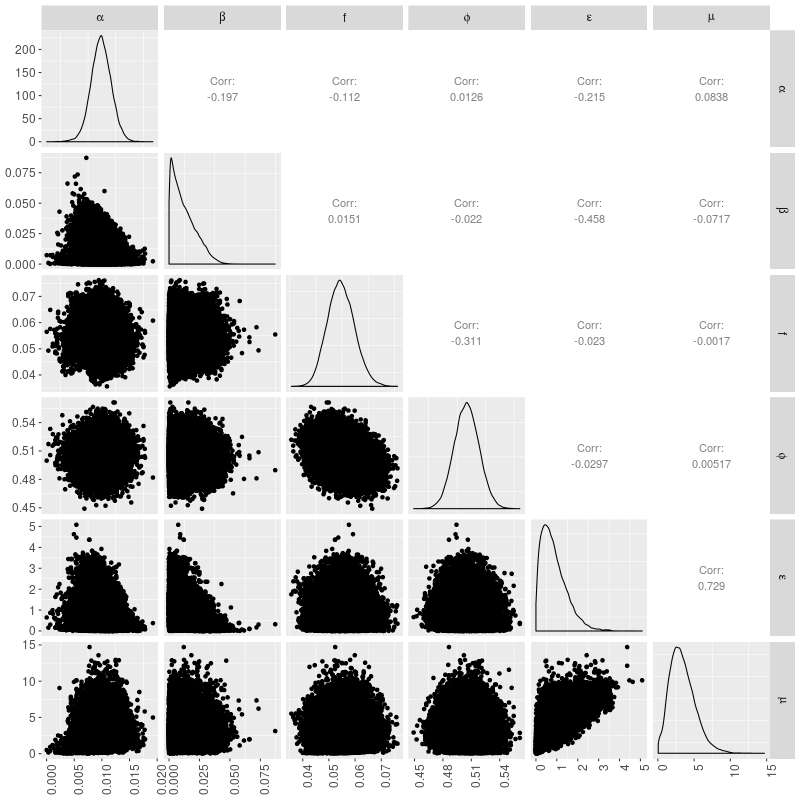 α β f ϕ ε μ
200
150
100
50
0
Corr:
-0.197
Corr:
-0.112
Corr:
0.0126
Corr:
-0.215
Corr:
0.0838
α
0.075
0.050
0.025
0.000
Corr:
0.0151
Corr:
-0.022
Corr:
-0.458
Corr:
-0.0717
β
0.07
0.06
0.05
0.04
Corr:
-0.311
Corr:
-0.023
Corr:
-0.0017
f
0.54
0.51
0.48
0.45
Corr:
-0.0297
Corr:
0.00517
ϕ
5
4
3
2
1
0
Corr:
0.729
ε
15
10
5
0
μ
0.000 0.005 0.010 0.015 0.020
0.000 0.025 0.050 0.075
0.04 0.05 0.06 0.07
0.45 0.48 0.51 0.54
0 1 2 3 4 5
0 5 10 15